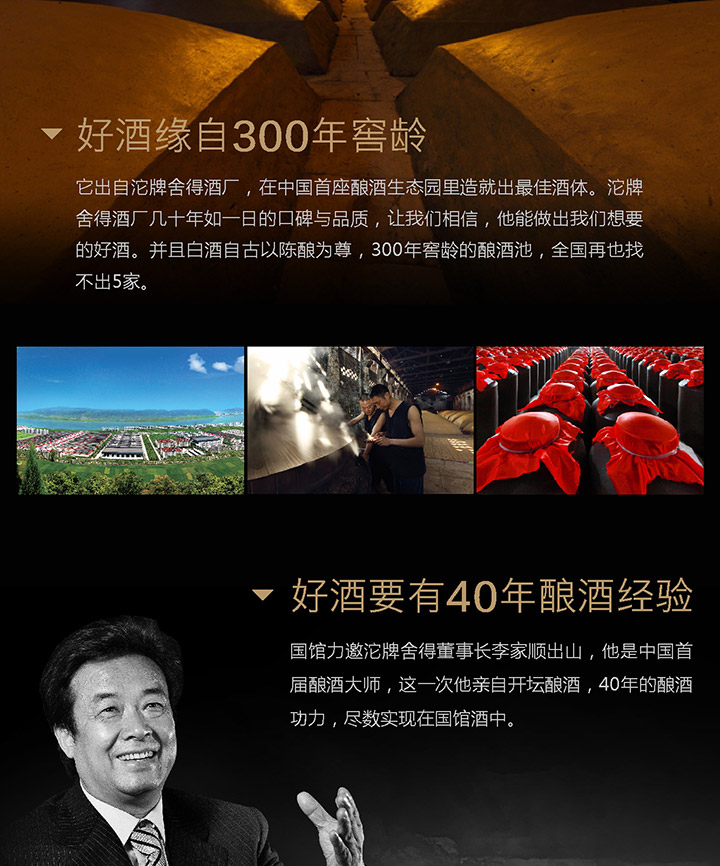 好酒缘自300年窖龄
它出自沱牌舍得酒厂，在中国首座酿酒生态园里造就出最佳酒体。沱牌
舍得酒厂几十年如一日的口碑与品质，让我们相信，他能做出我们想要
的好酒。并且白酒自古以陈酿为尊，300年窖龄的酿酒池，全国再也找
不出5家。
好酒要有40年酿酒经验
国馆力邀沱牌舍得董事长李家顺出山，他是中国首
届酿酒大师，这一次他亲自开坛酿酒，40年的酿酒
功力，尽数实现在国馆酒中。